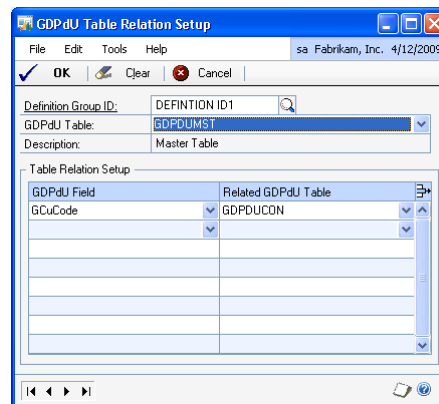 GDPdU Table Relation Setup
File Edit Tools Help sa Fabrikam, Inc. 4/12/2009
OK Clear Cancel
Definition Group ID: DEFINTION ID1
GDPdU Table: GDPDUMST
Description: Master Table
Table Relation Setup
GDPdU Field Related GDPdU Table
GCuCode GDPDUCON